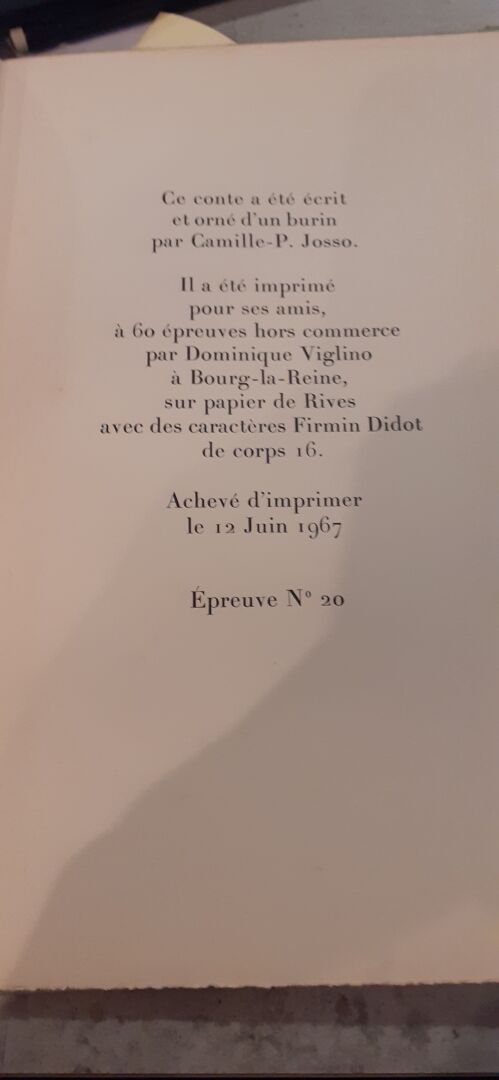 Ce conte a été écrit
et orné d'un burin
par Camille-P. Josso.
Il a été imprimé
pour ses amis,
à 60 épreuves hors commerce
par Dominique Viglino
à Bourg-la-Reine,
sur papier de Rives
avec des caractères Firmin Didot
de corps 16.
Achevé d'imprimer
le 12 Juin 1967
Épreuve N° 20